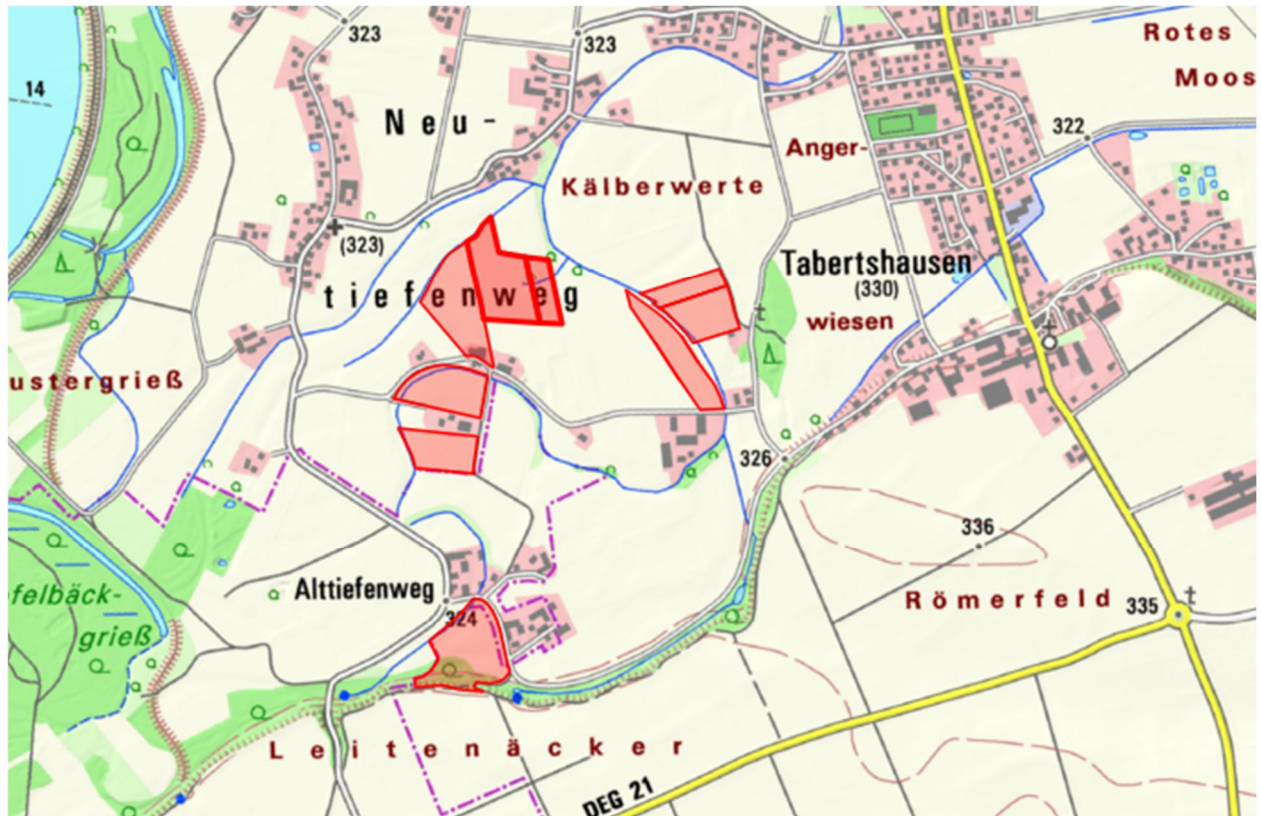 Rotes
323
323
Moos
14
Neu-
322
Anger-
Kälberwerte
(323)
Tabertshausen
(330)
tiefenweg
wiesen
ustergrieß
326
336
Alttiefenweg
felbäck-
grieß
Römerfeld
335
324
Leitenäcker
DEG 21